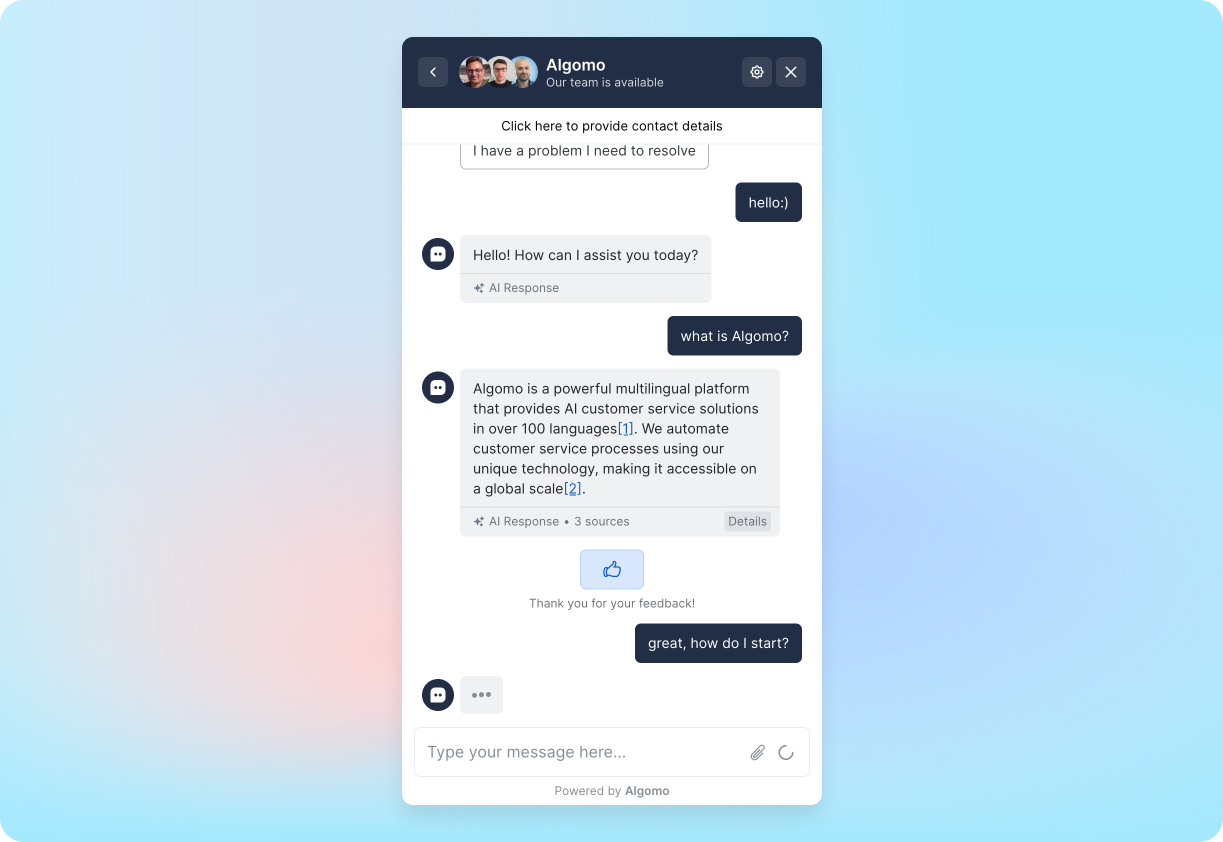 Algomo
Our team is available
Click here to provide contact details
I have a problem I need to resolve
hello:)
Hello! How can I assist you today?
AI Response
what is Algomo?
Algomo is a powerful multilingual platform
that provides AI customer service solutions
in over 100 languages[1]. We automate
customer service processes using our
unique technology, making it accessible on
a global scale[2].
AI Response • 3 sources
Details
Thank you for your feedback!
great, how do I start?
Type your message here...
Powered by Algomo